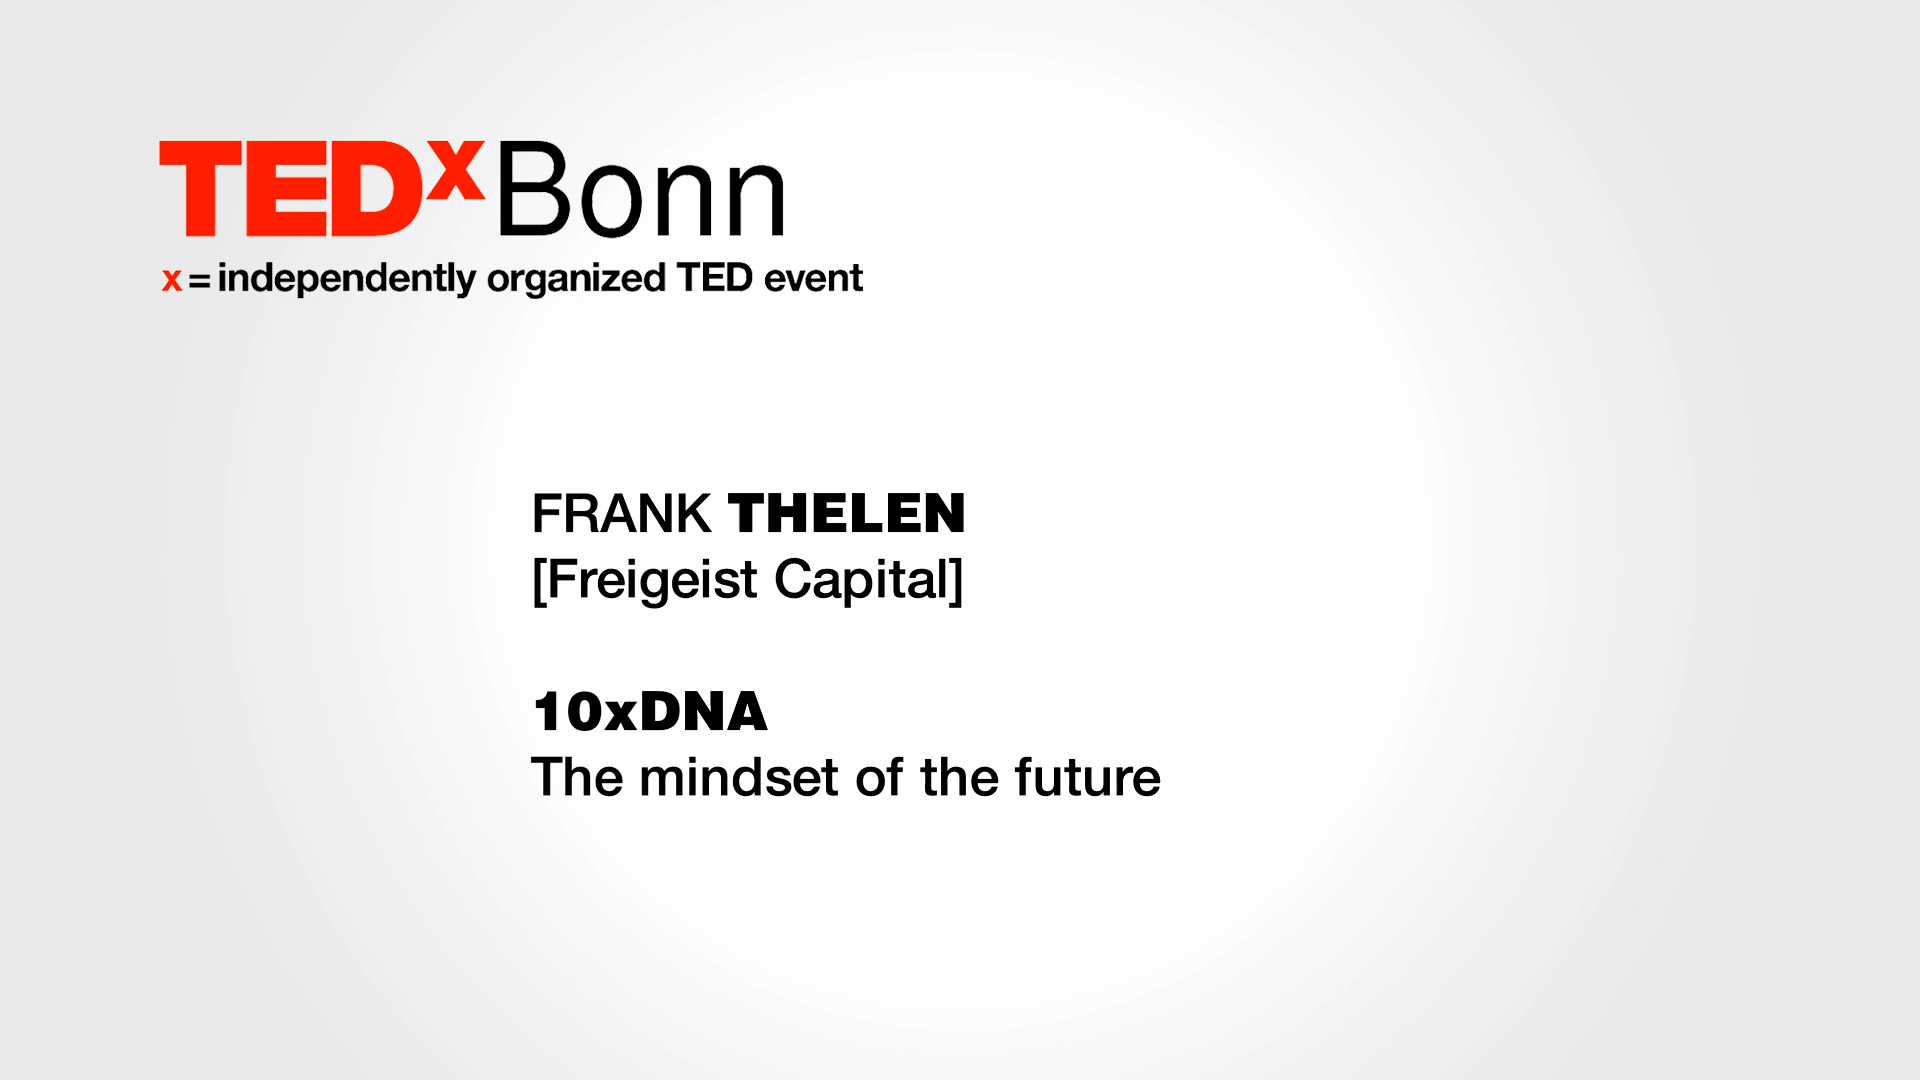 TEDxBonn
x = independently organized TED event
FRANK THELEN
[Freigeist Capital]
10xDNA
The mindset of the future